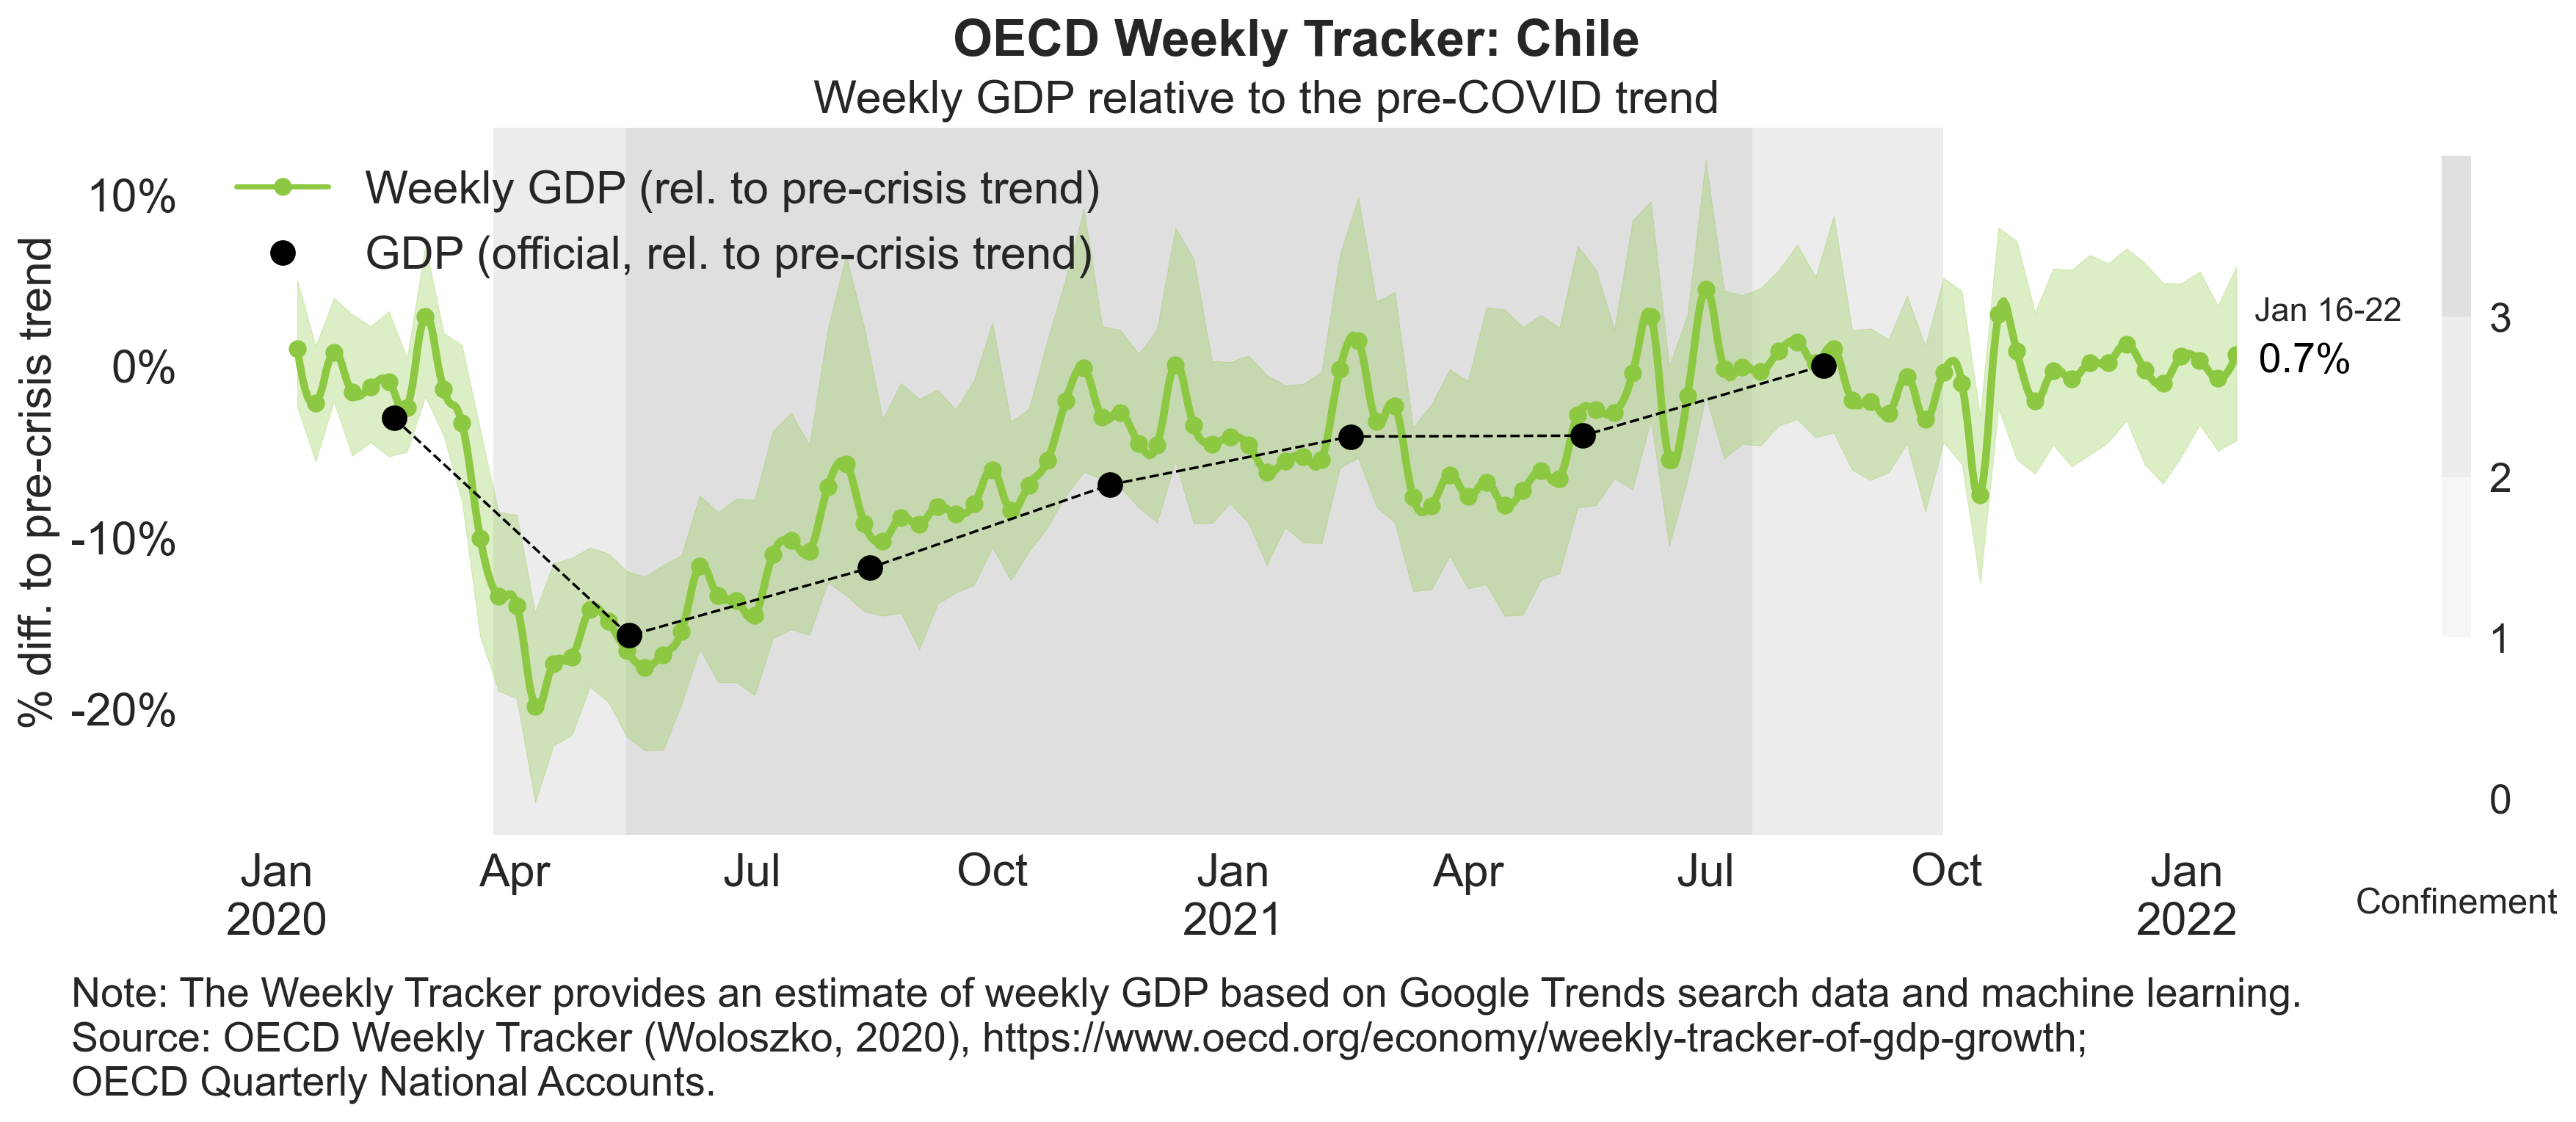 OECD Weekly Tracker: Chile
Weekly GDP relative to the pre-COVID trend
Weekly GDP (rel. to pre-crisis trend)
GDP (official, rel. to pre-crisis trend)
% diff. to pre-crisis trend
10%
0%
-10%
-20%
Jan 16-22
0.7%
3
2
1
0
Confinement
Jan
2020
Apr
Jul
Oct
Jan
2021
Apr
Jul
Oct
Jan
2022
Note: The Weekly Tracker provides an estimate of weekly GDP based on Google Trends search data and machine learning.
Source: OECD Weekly Tracker (Woloszko, 2020), https://www.oecd.org/economy/weekly-tracker-of-gdp-growth;
OECD Quarterly National Accounts.